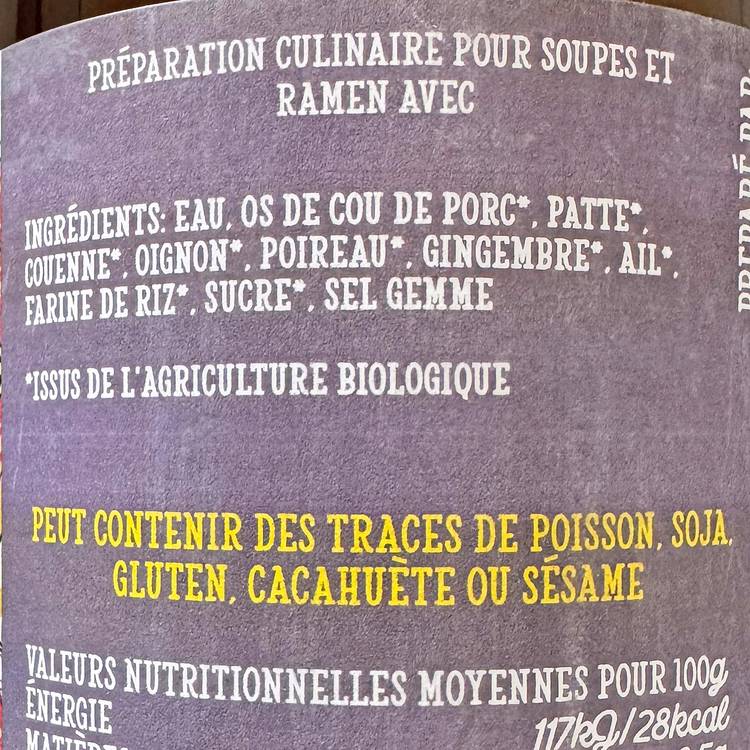 PRÉPARATION CULINAIRE POUR SOUPES ET
RAMEN AVEC
INGRÉDIENTS: EAU, OS DE COU DE PORC*, PATTE*,
COUENNE*, OIGNON*, POIREAU*, GINGEMBRE*, AIL*,
FARINE DE RIZ*, SUCRE*, SEL GEMME
*ISSUS DE L'AGRICULTURE BIOLOGIQUE
PEUT CONTENIR DES TRACES DE POISSON, SOJA,
GLUTEN, CACAHUÈTE OU SÉSAME
VALEURS NUTRITIONNELLES MOYENNES POUR 100g
ÉNERGIE 117kJ/28kcal